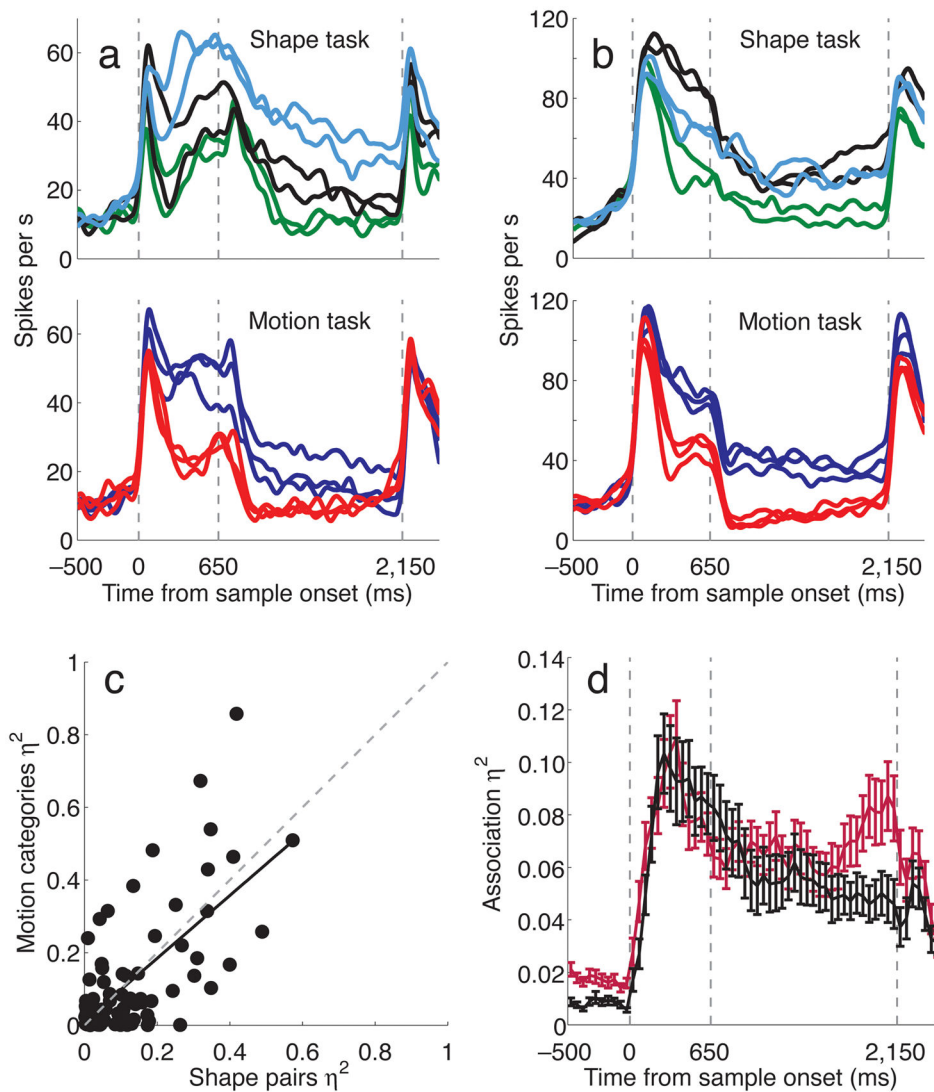 a
Shape task
Spikes per s
60
40
20
0
Motion task
60
40
20
0
−500 0 650 2,150
Time from sample onset (ms)
b
Shape task
Spikes per s
120
80
40
0
Motion task
120
80
40
0
−500 0 650 2,150
Time from sample onset (ms)
c
Motion categories η²
1
0.8
0.6
0.4
0.2
0
0 0.2 0.4 0.6 0.8 1
Shape pairs η²
d
Association η²
0.14
0.12
0.10
0.08
0.06
0.04
0.02
0
−500 0 650 2,150
Time from sample onset (ms)